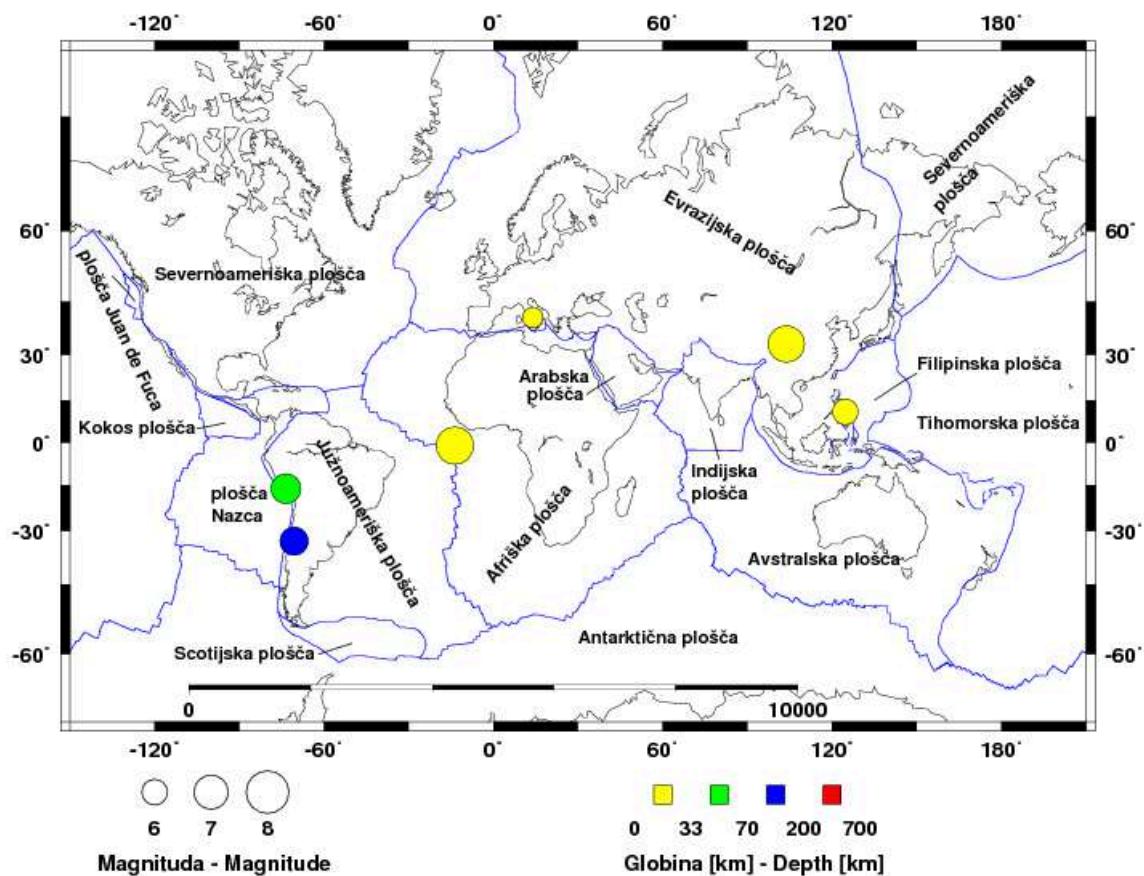 -120° -60° 0° 60° 120° 180°
60° 60°
30° 30°
0° 0°
-30° -30°
-60° -60°
Severnoameriška
plošča
Evrazijska plošča
Severnoameriška plošča
plošča Juan de Fuca
Kokos plošča
Arabska
plošča
Filipinska plošča
Tihomorska plošča
Južnoameriška plošča
Indijska
plošča
plošča
Nazca
Afriška plošča
Avstralska plošča
Antarktična plošča
Scotijska plošča
0 10000
-120° -60° 0° 60° 120° 180°
6 7 8
Magnituda - Magnitude
0 33 70 200 700
Globina [km] - Depth [km]